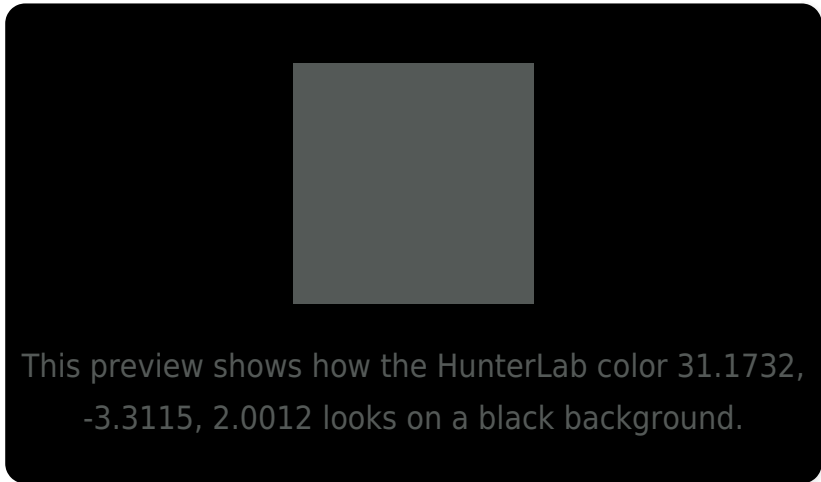 This preview shows how the HunterLab color 31.1732,
-3.3115, 2.0012 looks on a black background.